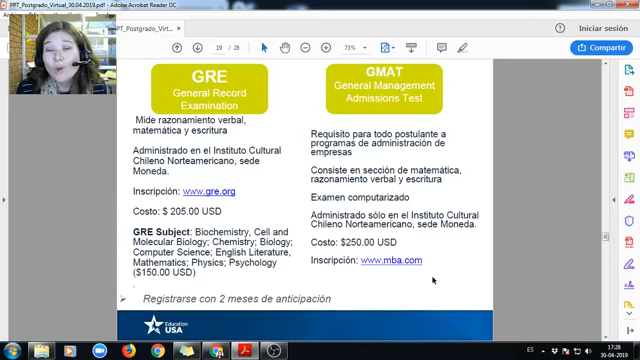 PPT_Postgrado_Virtual_30.04.2019.pdf - Adobe Acrobat Reader DC
PPT_Postgrado_Virtual_30.04.2019.pdf
Iniciar sesión
19 / 28
73%
Compartir
GRE
General Record
Examination
Mide razonamiento verbal,
matemática y escritura
Administrado en el Instituto Cultural
Chileno Norteamericano, sede
Moneda.
Inscripción: www.gre.org
Costo: $ 205.00 USD
GRE Subject: Biochemistry, Cell and
Molecular Biology; Chemistry; Biology;
Computer Science; English Literature,
Mathematics; Physics; Psychology
($150.00 USD)
GMAT
General Management
Admissions Test
Requisito para todo postulante a
programas de administración de
empresas
Consiste en sección de matemática,
razonamiento verbal y escritura
Examen computarizado
Administrado sólo en el Instituto Cultural
Chileno Norteamericano, sede Moneda.
Costo: $250.00 USD
Inscripción: www.mba.com
Registrarse con 2 meses de anticipación
Education
USA
ES
17:28
30-04-2019